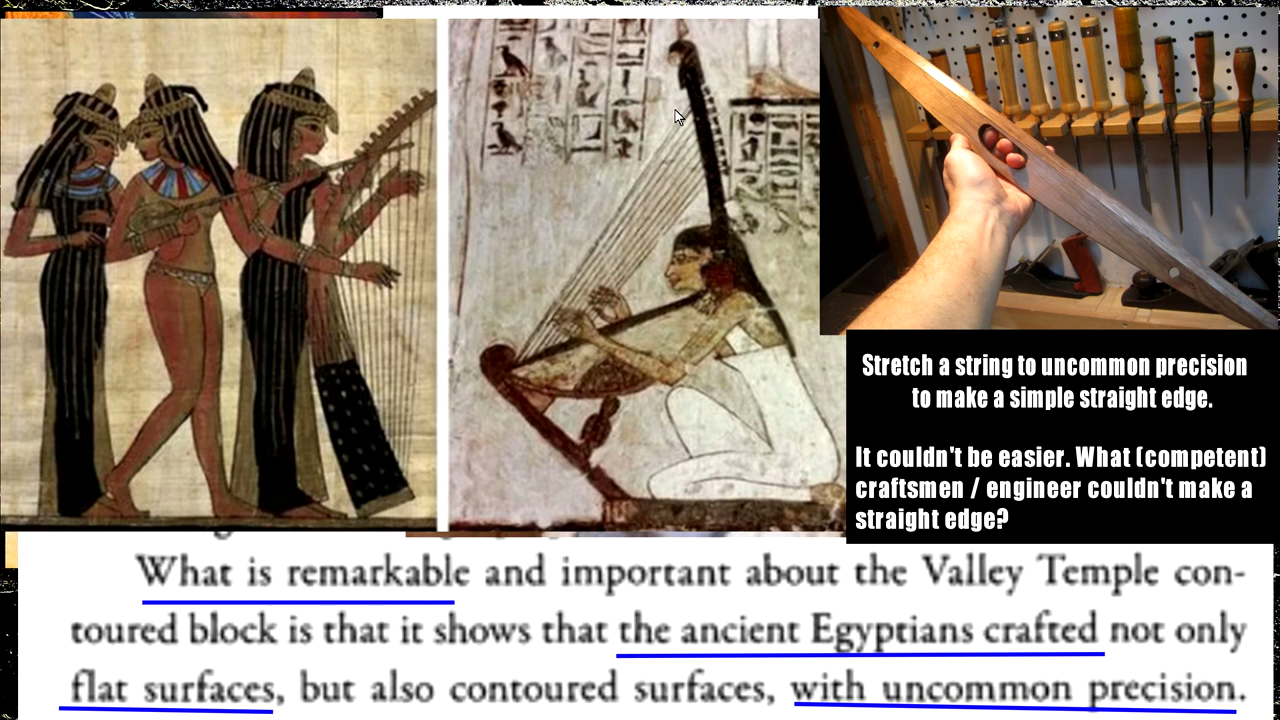 Stretch a string to uncommon precision
to make a simple straight edge.
It couldn't be easier. What (competent)
craftsmen / engineer couldn't make a
straight edge?
What is remarkable and important about the Valley Temple con-
toured block is that it shows that the ancient Egyptians crafted not only
flat surfaces, but also contoured surfaces, with uncommon precision.